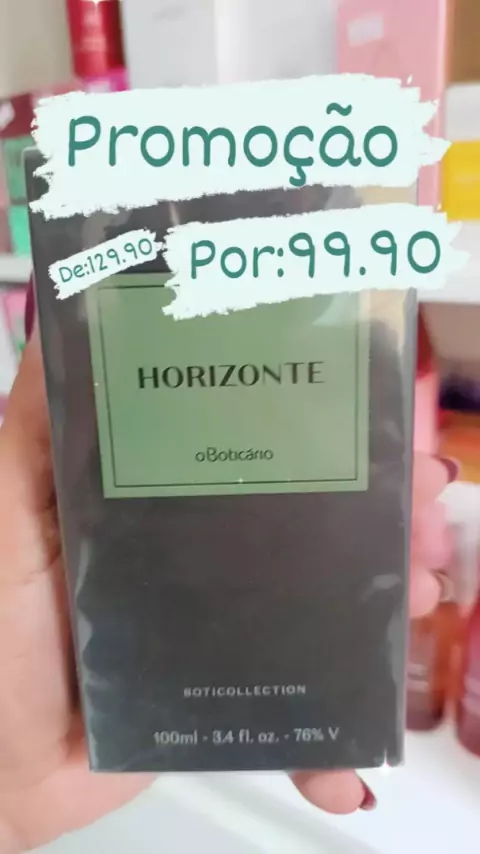 Promoção
De:129.90
Por:99.90
HORIZONTE
oBoticário
BOTICOLLECTION
100ml - 3.4 fl. oz. - 76% V